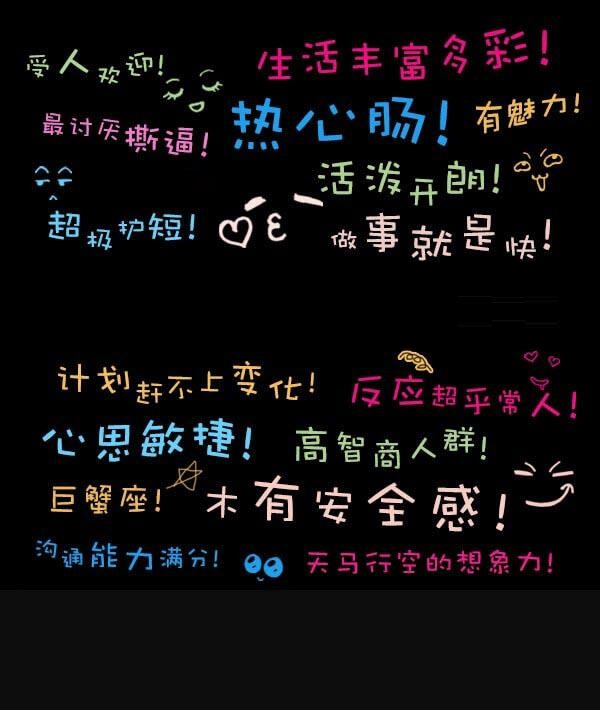 受人欢迎!
生活丰富多彩!
最讨厌撕逼!
热心肠!
有魅力!
活泼开朗!
超极护短!
做事就是快!
计划赶不上变化!
反应超乎常人!
心思敏捷!
高智商人群!
巨蟹座!
木有安全感!
沟通能力满分!
天马行空的想象力!